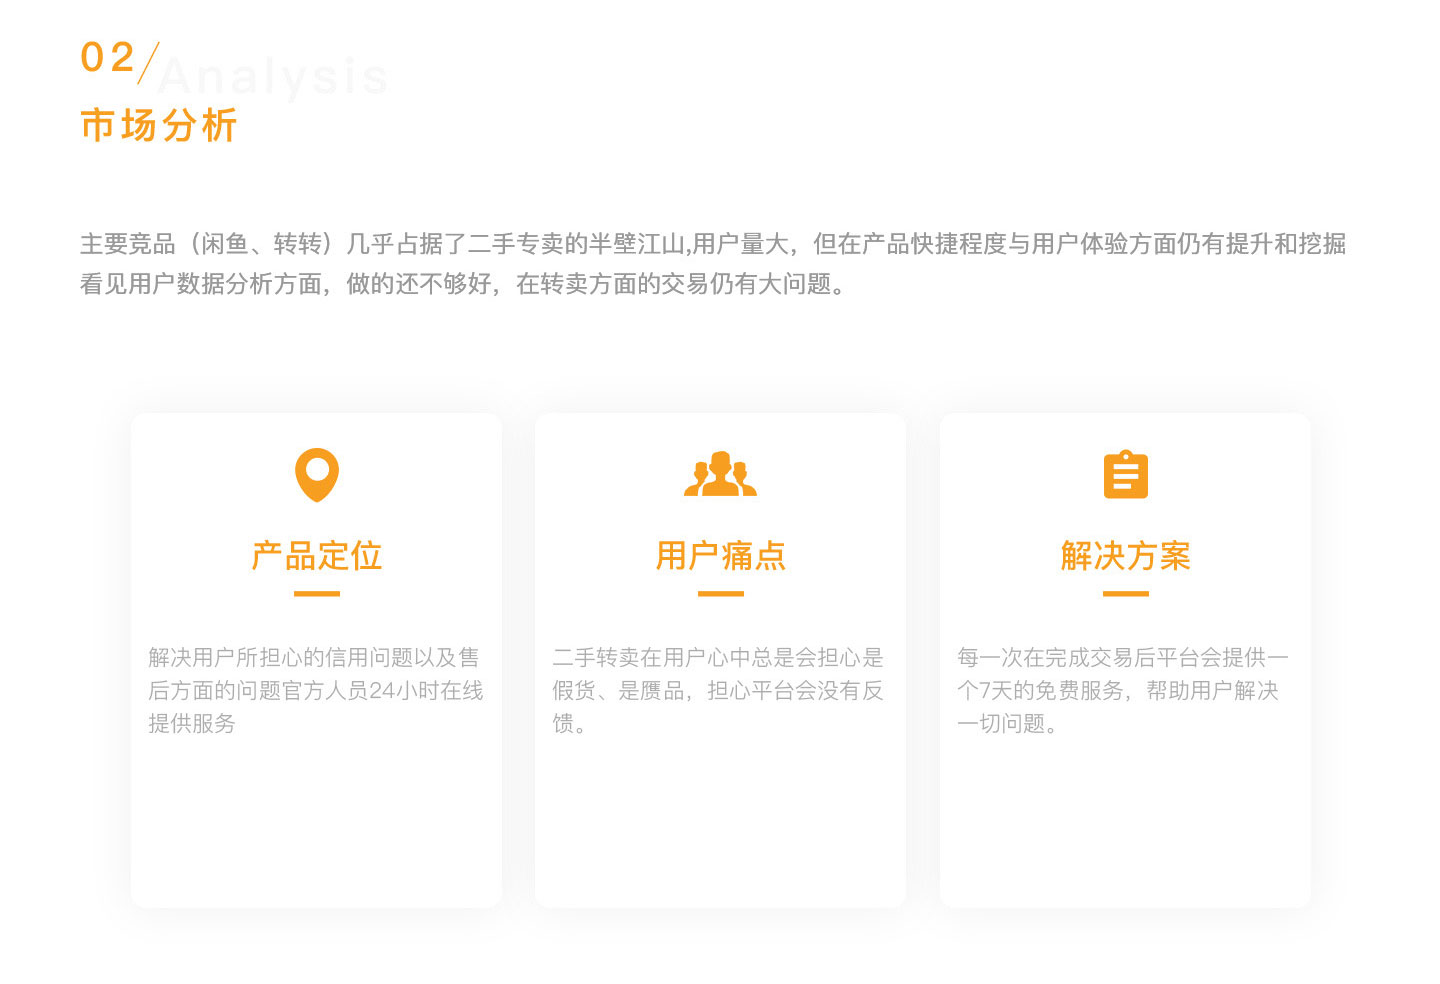 02/Analysis
市场分析
主要竞品（闲鱼、转转）几乎占据了二手专卖的半壁江山,用户量大，但在产品快捷程度与用户体验方面仍有提升和挖掘
看见用户数据分析方面，做的还不够好，在转卖方面的交易仍有大问题。
产品定位
解决用户所担心的信用问题以及售
后方面的问题官方人员24小时在线
提供服务
用户痛点
二手转卖在用户心中总是会担心是
假货、是赝品，担心平台会没有反
馈。
解决方案
每一次在完成交易后平台会提供一
个7天的免费服务，帮助用户解决
一切问题。